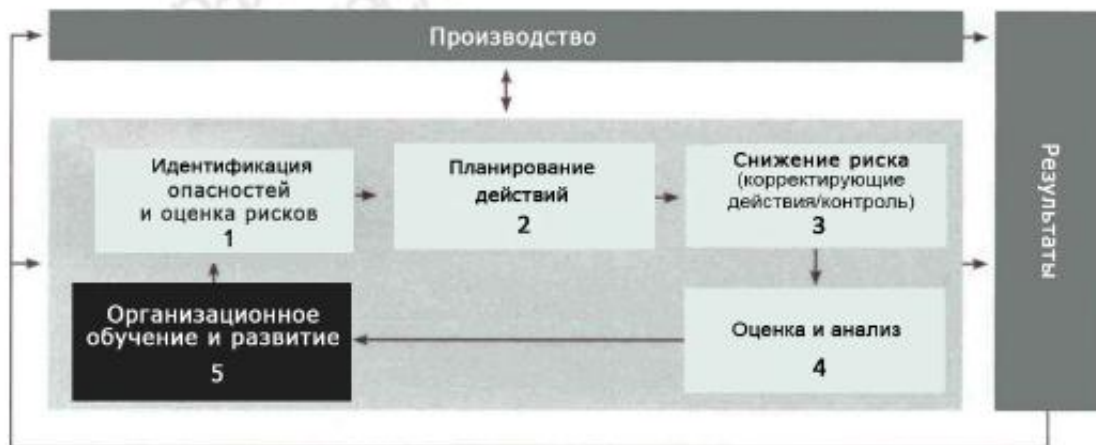 Производство
Идентификация
опасностей
и оценка рисков
1
Планирование
действий
2
Снижение риска
(корректирующие
действия/контроль)
3
Организационное
обучение и развитие
5
Оценка и анализ
4
Результаты